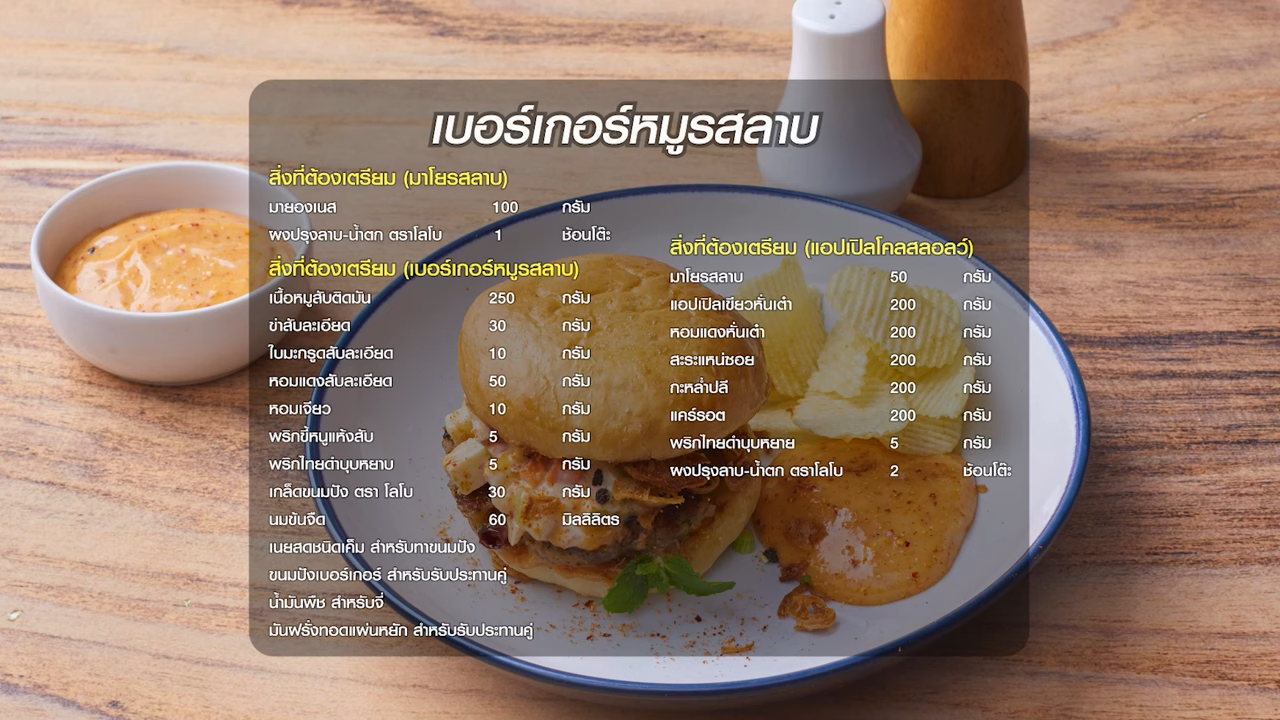 เบอร์เกอร์หมูรสลาบ
สิ่งที่ต้องเตรียม (มาโยรสลาบ)
มายองเนส 100 กรัม
ผงปรุงลาบ-น้ำตก ตราโลโบ 1 ช้อนโต๊ะ
สิ่งที่ต้องเตรียม (เบอร์เกอร์หมูรสลาบ)
เนื้อหมูสับติดมัน 250 กรัม
ข่าสับละเอียด 30 กรัม
ใบมะกรูดสับละเอียด 10 กรัม
หอมแดงสับละเอียด 50 กรัม
หอมเจียว 10 กรัม
พริกขี้หนูแห้งสับ 5 กรัม
พริกไทยดำบุบหยาบ 5 กรัม
เกล็ดขนมปัง ตรา โลโบ 30 กรัม
นมข้นจืด 60 มิลลิลิตร
เนยสดชนิดเค็ม สำหรับทาขนมปัง
ขนมปังเบอร์เกอร์ สำหรับรับประทานคู่
น้ำมันพืช สำหรับจี่
มันฝรั่งทอดแผ่นหยัก สำหรับรับประทานคู่
สิ่งที่ต้องเตรียม (แอปเปิลโคลสลอลว์)
มาโยรสลาบ 50 กรัม
แอปเปิลเขียวหั่นเต๋า 200 กรัม
หอมแดงหั่นเต๋า 200 กรัม
สะระแหน่ซอย 200 กรัม
กะหล่ำปลี 200 กรัม
แคร์รอต 200 กรัม
พริกไทยดำบุบหยาย 5 กรัม
ผงปรุงลาบ-น้ำตก ตราโลโบ 2 ช้อนโต๊ะ